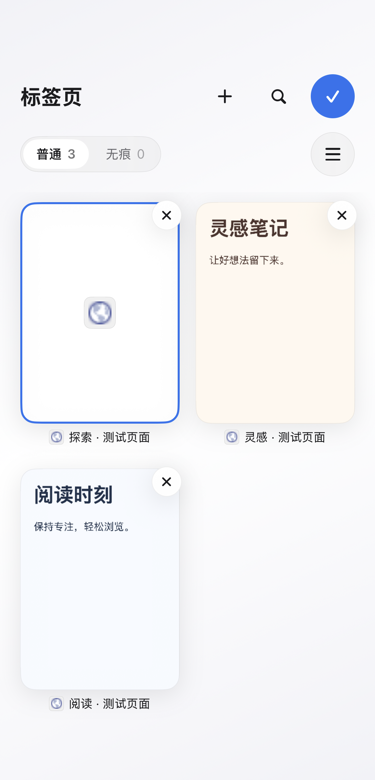 标签页
普通 3
无痕 0
灵感笔记
让好想法留下来。
探索 · 测试页面
灵感 · 测试页面
阅读时刻
保持专注，轻松浏览。
阅读 · 测试页面